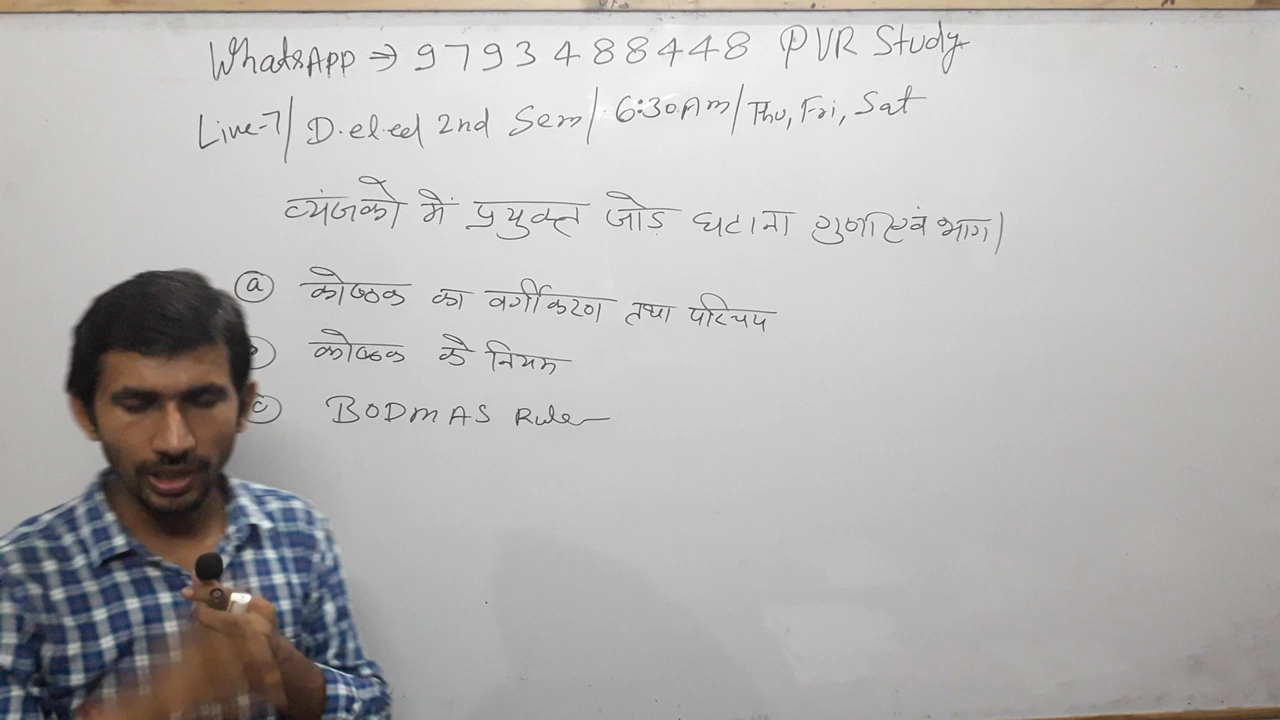 WhatsApp → 9793488448 PVR Study
Live-7/ D.el.ed 2nd Sem/ 6:30Am/Thu, Fri, Sat
व्यंजको में प्रयुक्त जोड़ घटाना गुणा एवं भाग।
(a) कोष्ठक का वर्गीकरण तथा परिचय
कोष्ठक के नियम
(c) BODMAS Rule